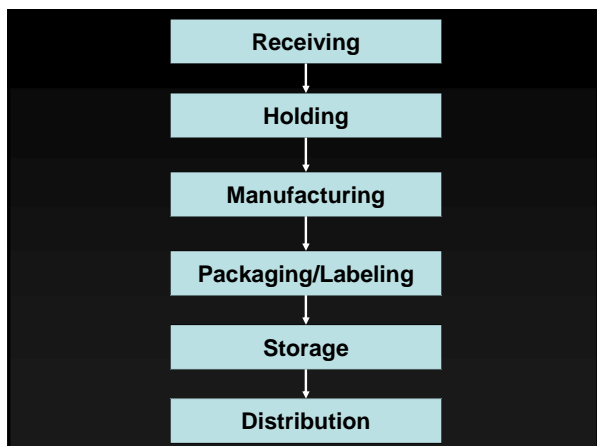 Receiving
Holding
Manufacturing
Packaging/Labeling
Storage
Distribution